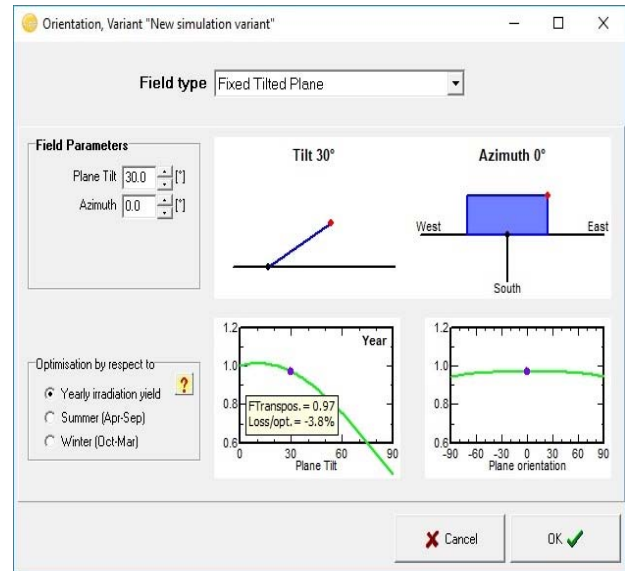 Orientation, Variant "New simulation variant"
Field type Fixed Tilted Plane
Field Parameters
Plane Tilt 30.0 [°]
Azimuth 0.0 [°]
Tilt 30° Azimuth 0°
West East
South
Optimisation by respect to
Yearly irradiation yield
Summer (Apr-Sep)
Winter (Oct-Mar)
?
1.2
1.0
0.8
0.6
Year
FTranspos.= 0.97
Loss/opt.= -3.8%
0 30 60 90
Plane Tilt
1.2
1.0
0.8
0.6
-90 -60 -30 0 30 60 90
Plane orientation
Cancel OK